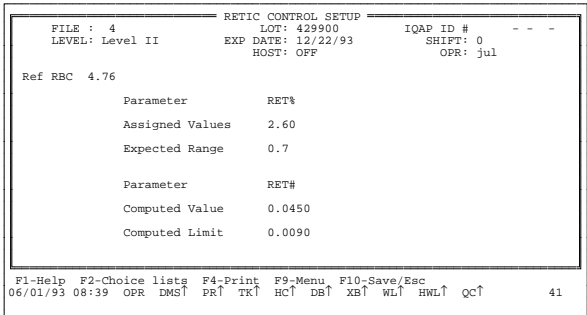 RETIC CONTROL SETUP
FILE : 4 LOT: 429900 IQAP ID # - - -
LEVEL: Level II EXP DATE: 12/22/93 SHIFT: 0
HOST: OFF OPR: jul
Ref RBC 4.76
Parameter RET%
Assigned Values 2.60
Expected Range 0.7
Parameter RET#
Computed Value 0.0450
Computed Limit 0.0090
F1-Help F2-Choice lists F4-Print F9-Menu F10-Save/Esc
06/01/93 08:39 OPR DMS↑ PR↑ TK↑ HC↑ DB↑ XB↑ WL↑ HWL↑ QC↑ 41